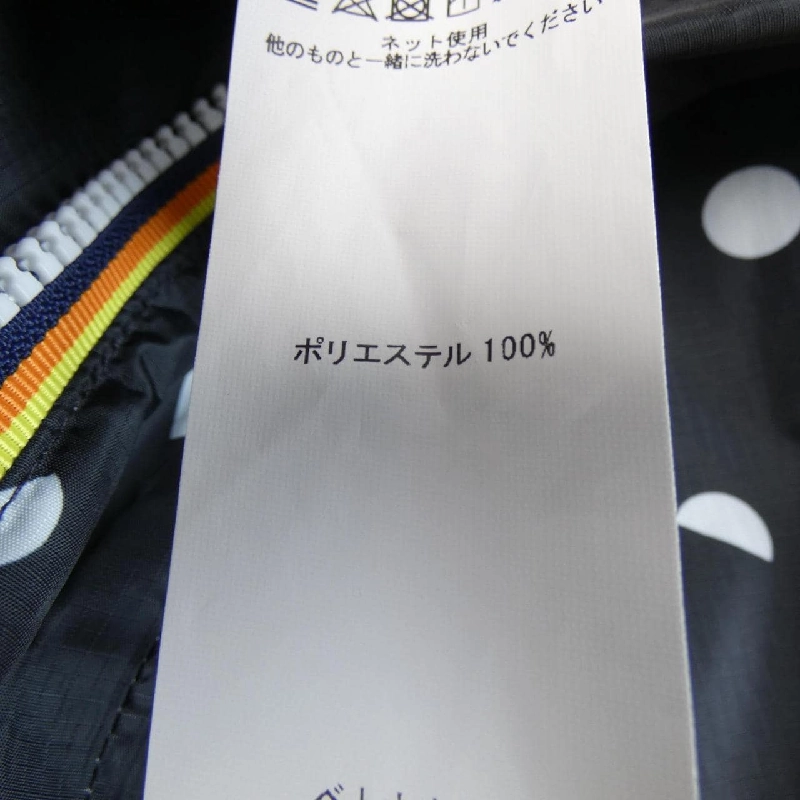 ネット使用
他のものと一緒に洗わないでください
ポリエステル 100%